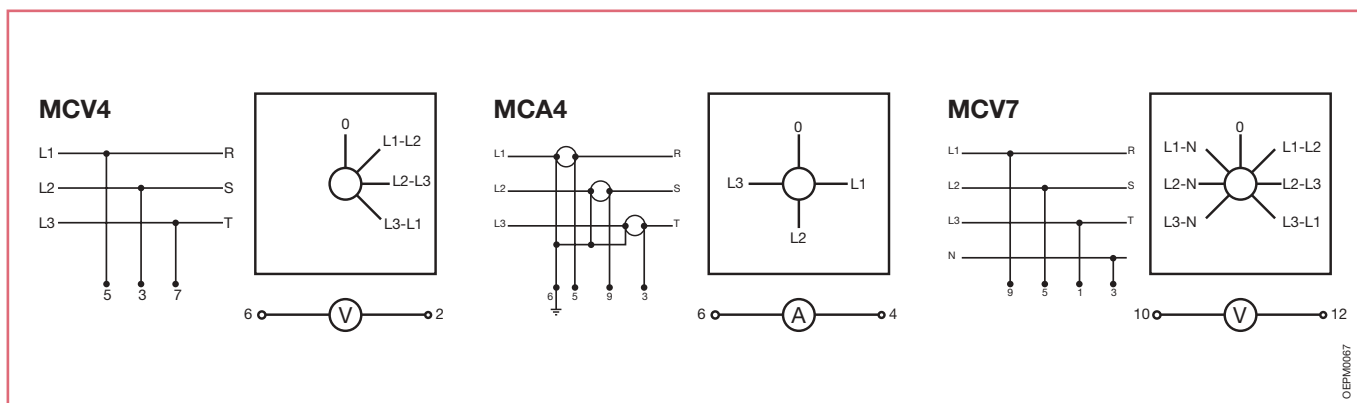 MCV4
0
L1-L2
L2-L3
L3-L1
L1 R
L2 S
L3 T
5 3 7
6 V 2
MCA4
0
L1
L2
L3
L1 R
L2 S
L3 T
6 5 9 3
6 A 4
MCV7
0
L1-N L1-L2
L2-N L2-L3
L3-N L3-L1
L1 R
L2 S
L3 T
N
9 5 1 3
10 V 12
OEPM0067